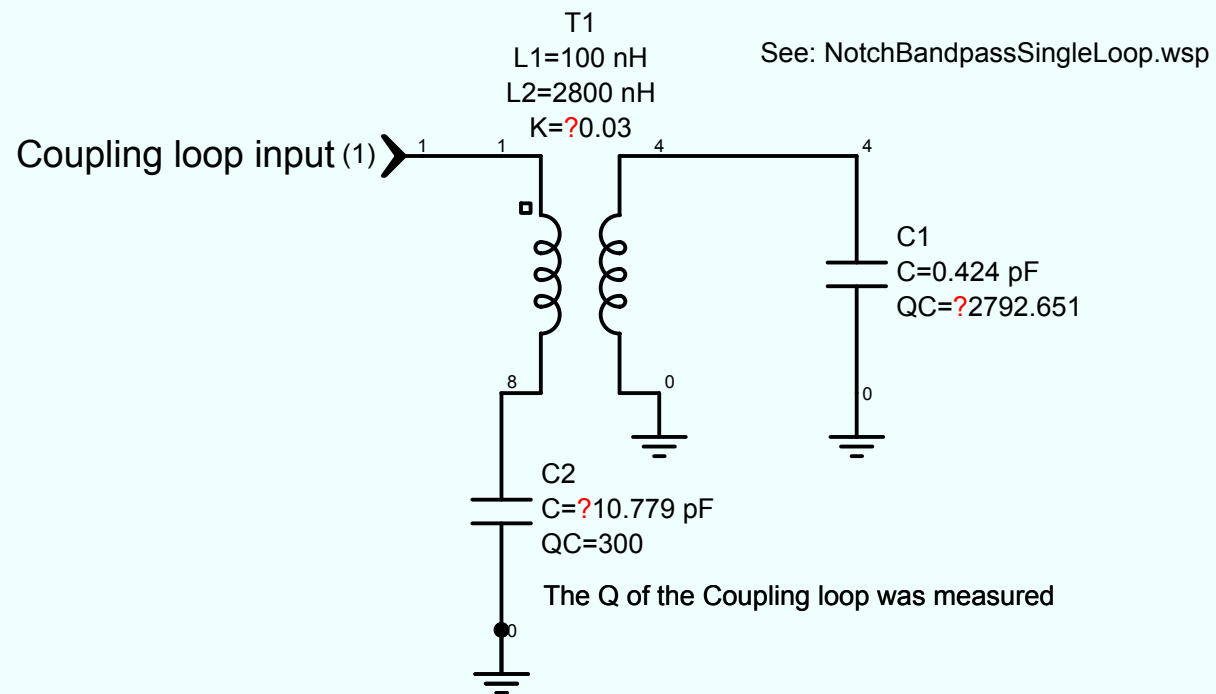 T1
L1=100 nH
L2=2800 nH
K=?0.03
See: NotchBandpassSingleLoop.wsp
Coupling loop input (1)
1
1
4
4
C1
C=0.424 pF
QC=?2792.651
8
0
0
C2
C=?10.779 pF
QC=300
The Q of the Coupling loop was measured
0